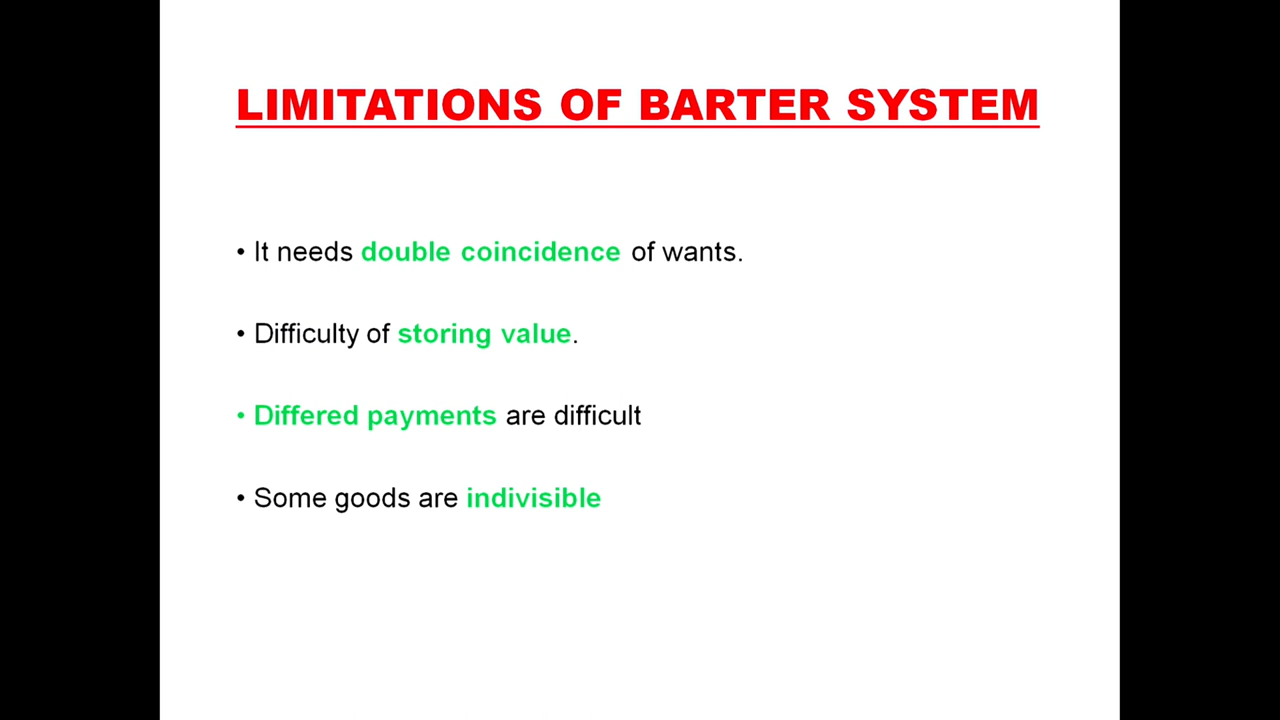 LIMITATIONS OF BARTER SYSTEM
• It needs double coincidence of wants.
• Difficulty of storing value.
• Differed payments are difficult
• Some goods are indivisible